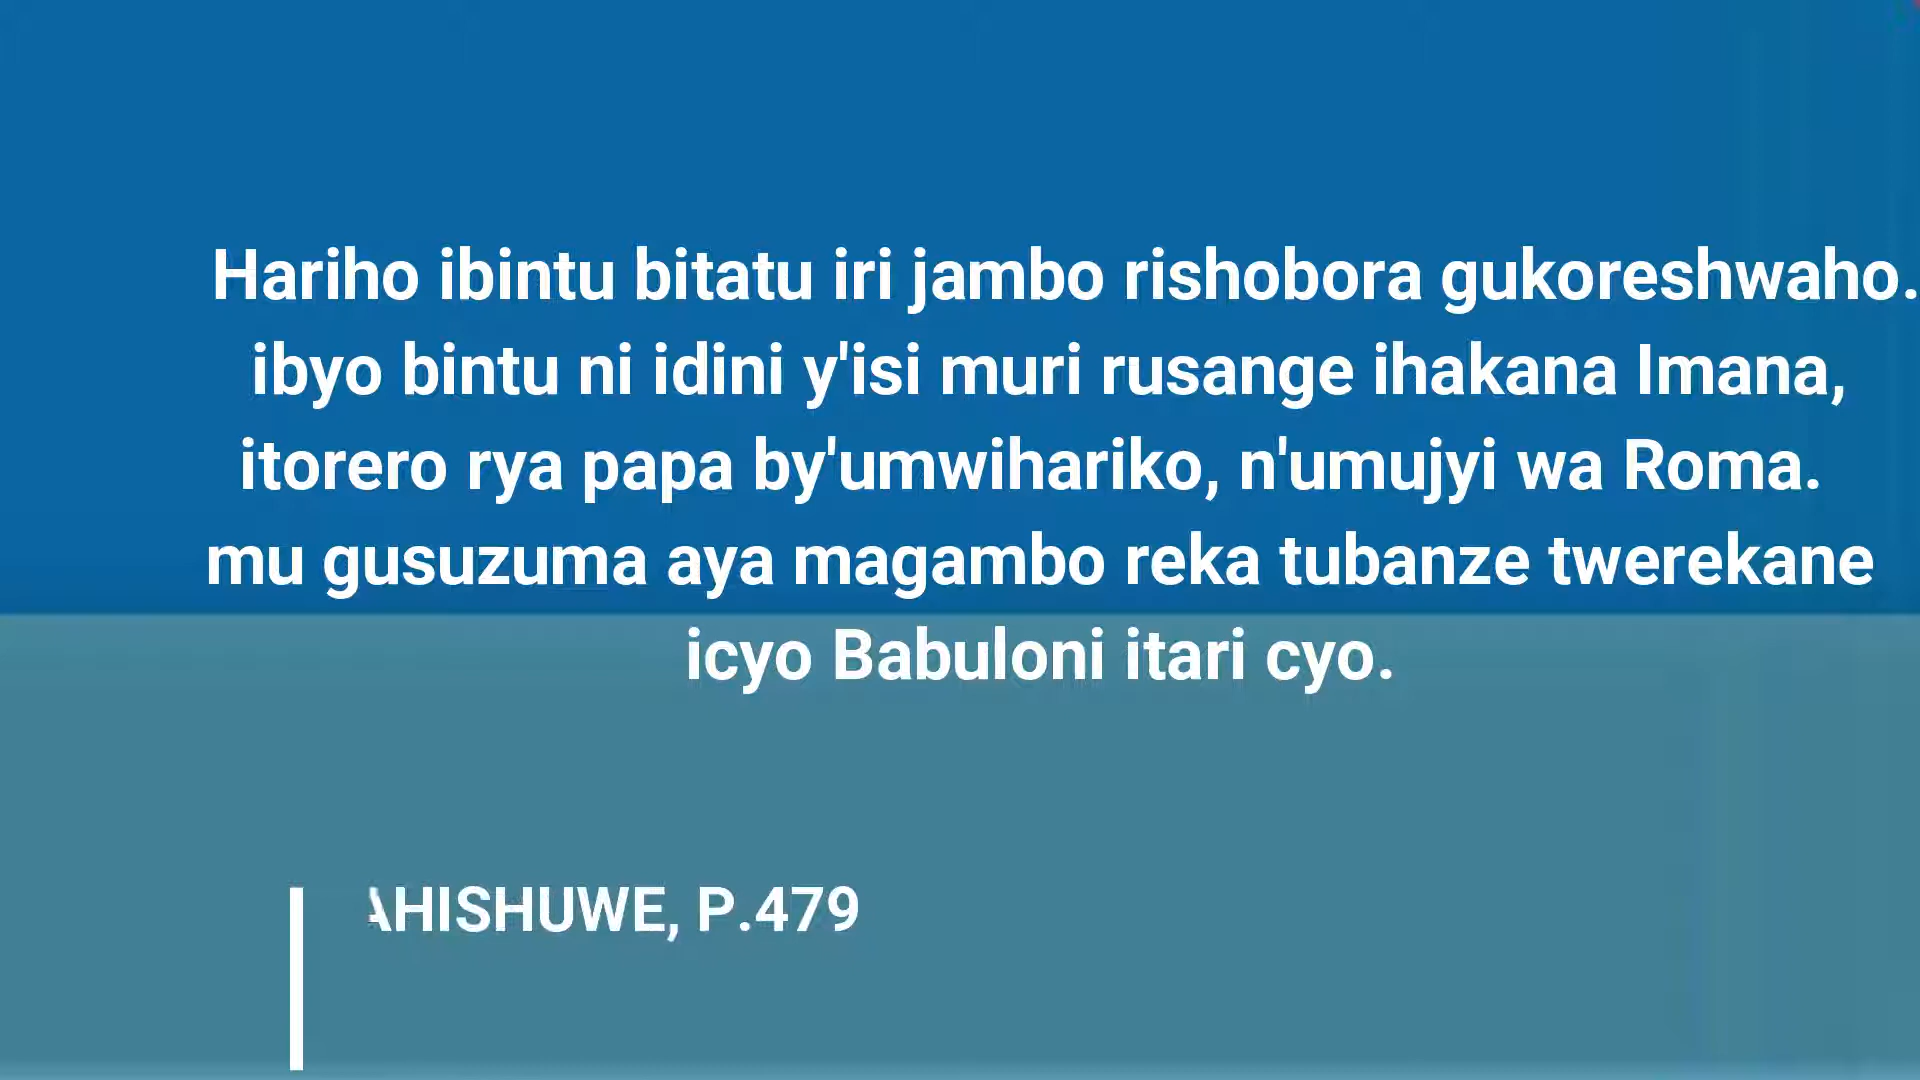 Hariho ibintu bitatu iri jambo rishobora gukoreshwaho.
ibyo bintu ni idini y'isi muri rusange ihakana Imana,
itorero rya papa by'umwihariko, n'umujyi wa Roma.
mu gusuzuma aya magambo reka tubanze twerekane
icyo Babuloni itari cyo.
AHISHUWE, P.479